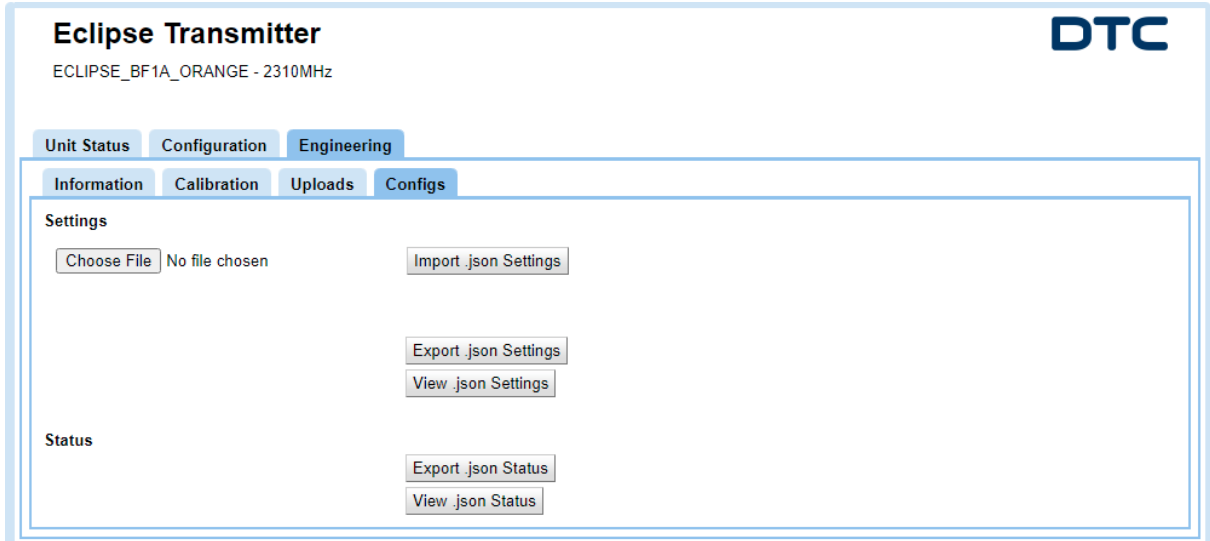 Eclipse Transmitter
DTC
ECLIPSE_BF1A_ORANGE - 2310MHz
Unit Status Configuration Engineering
Information Calibration Uploads Configs
Settings
Choose File No file chosen Import .json Settings
Export .json Settings
View .json Settings
Status
Export .json Status
View .json Status